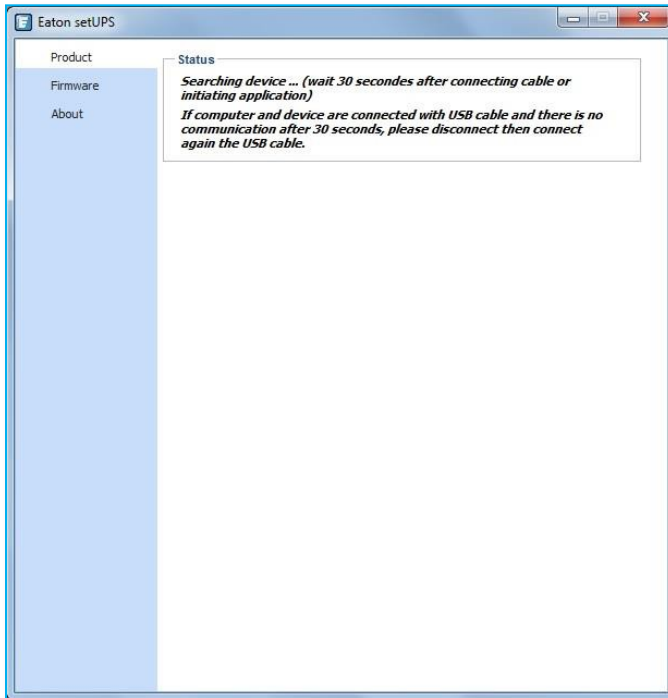 Eaton setUPS
Product
Firmware
About
Status
Searching device ... (wait 30 secondes after connecting cable or
initiating application)
If computer and device are connected with USB cable and there is no
communication after 30 seconds, please disconnect then connect
again the USB cable.